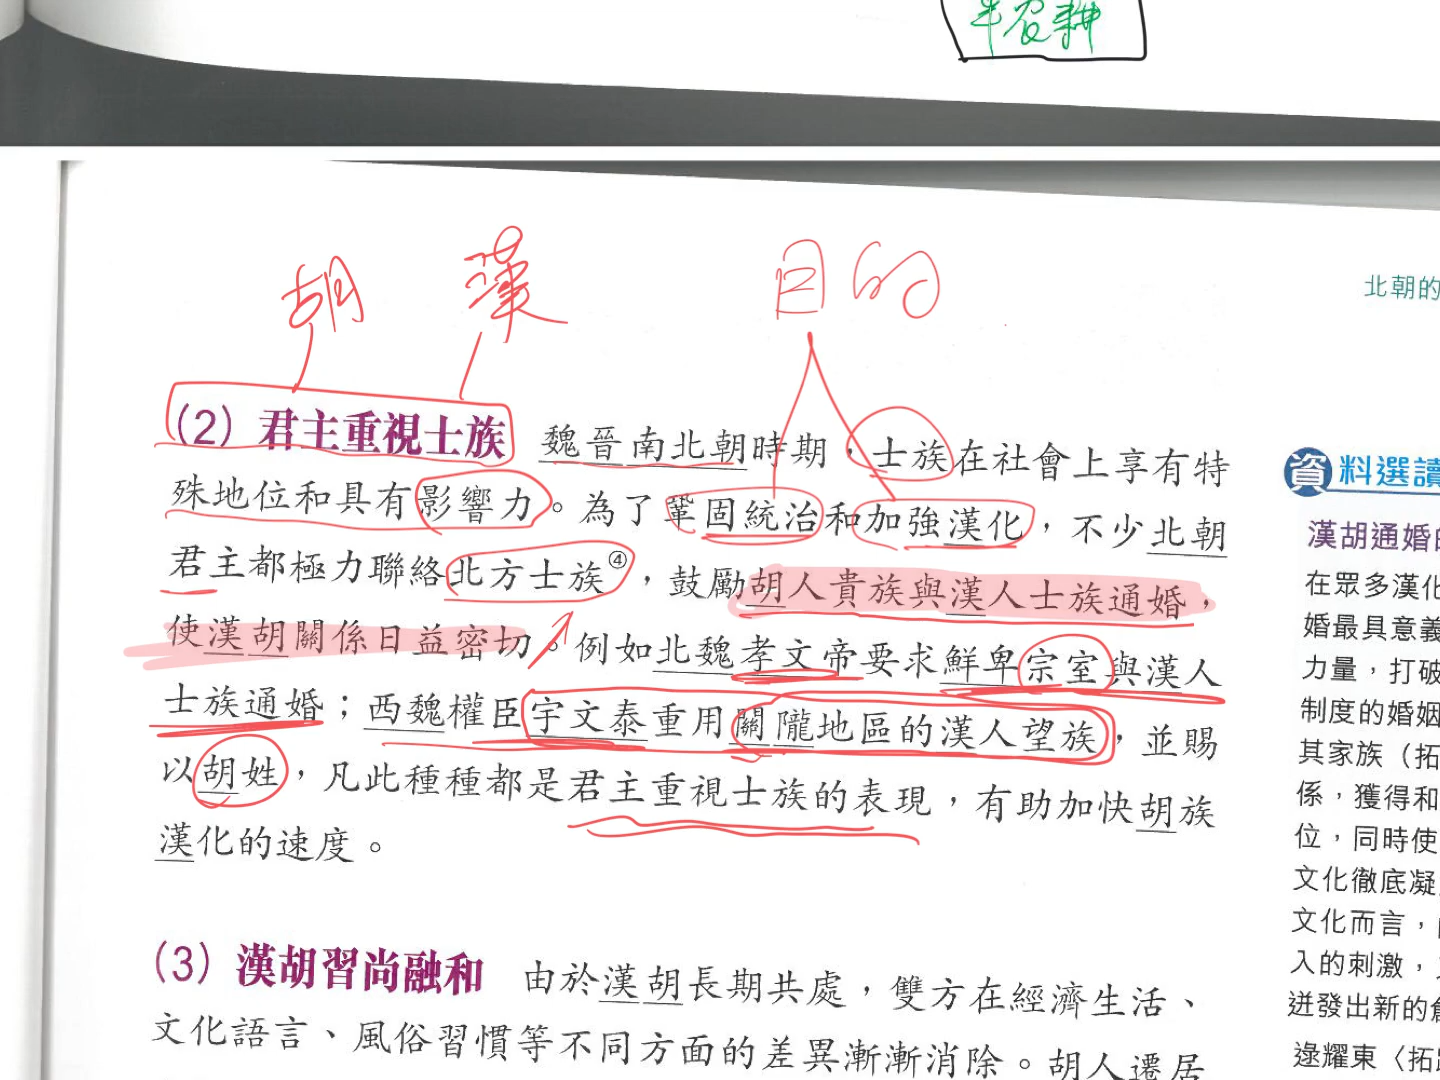 半農耕
北朝的
胡 漢 目的
(2) 君主重視士族 魏晉南北朝時期，士族在社會上享有特
殊地位和具有影響力。為了鞏固統治和加強漢化，不少北朝
君主都極力聯絡北方士族④，鼓勵胡人貴族與漢人士族通婚，
使漢胡關係日益密切。例如北魏孝文帝要求鮮卑宗室與漢人
士族通婚；西魏權臣宇文泰重用關隴地區的漢人望族，並賜
以胡姓，凡此種種都是君主重視士族的表現，有助加快胡族
漢化的速度。
(3) 漢胡習尚融和 由於漢胡長期共處，雙方在經濟生活、
文化語言、風俗習慣等不同方面的差異漸漸消除。胡人遷居
資料選讀
漢胡通婚的
在眾多漢化
婚最具意義
力量，打破
制度的婚姻
其家族（拓
係，獲得和
位，同時使
文化徹底凝
文化而言，
入的刺激，
迸發出新的創
逯耀東〈拓跋